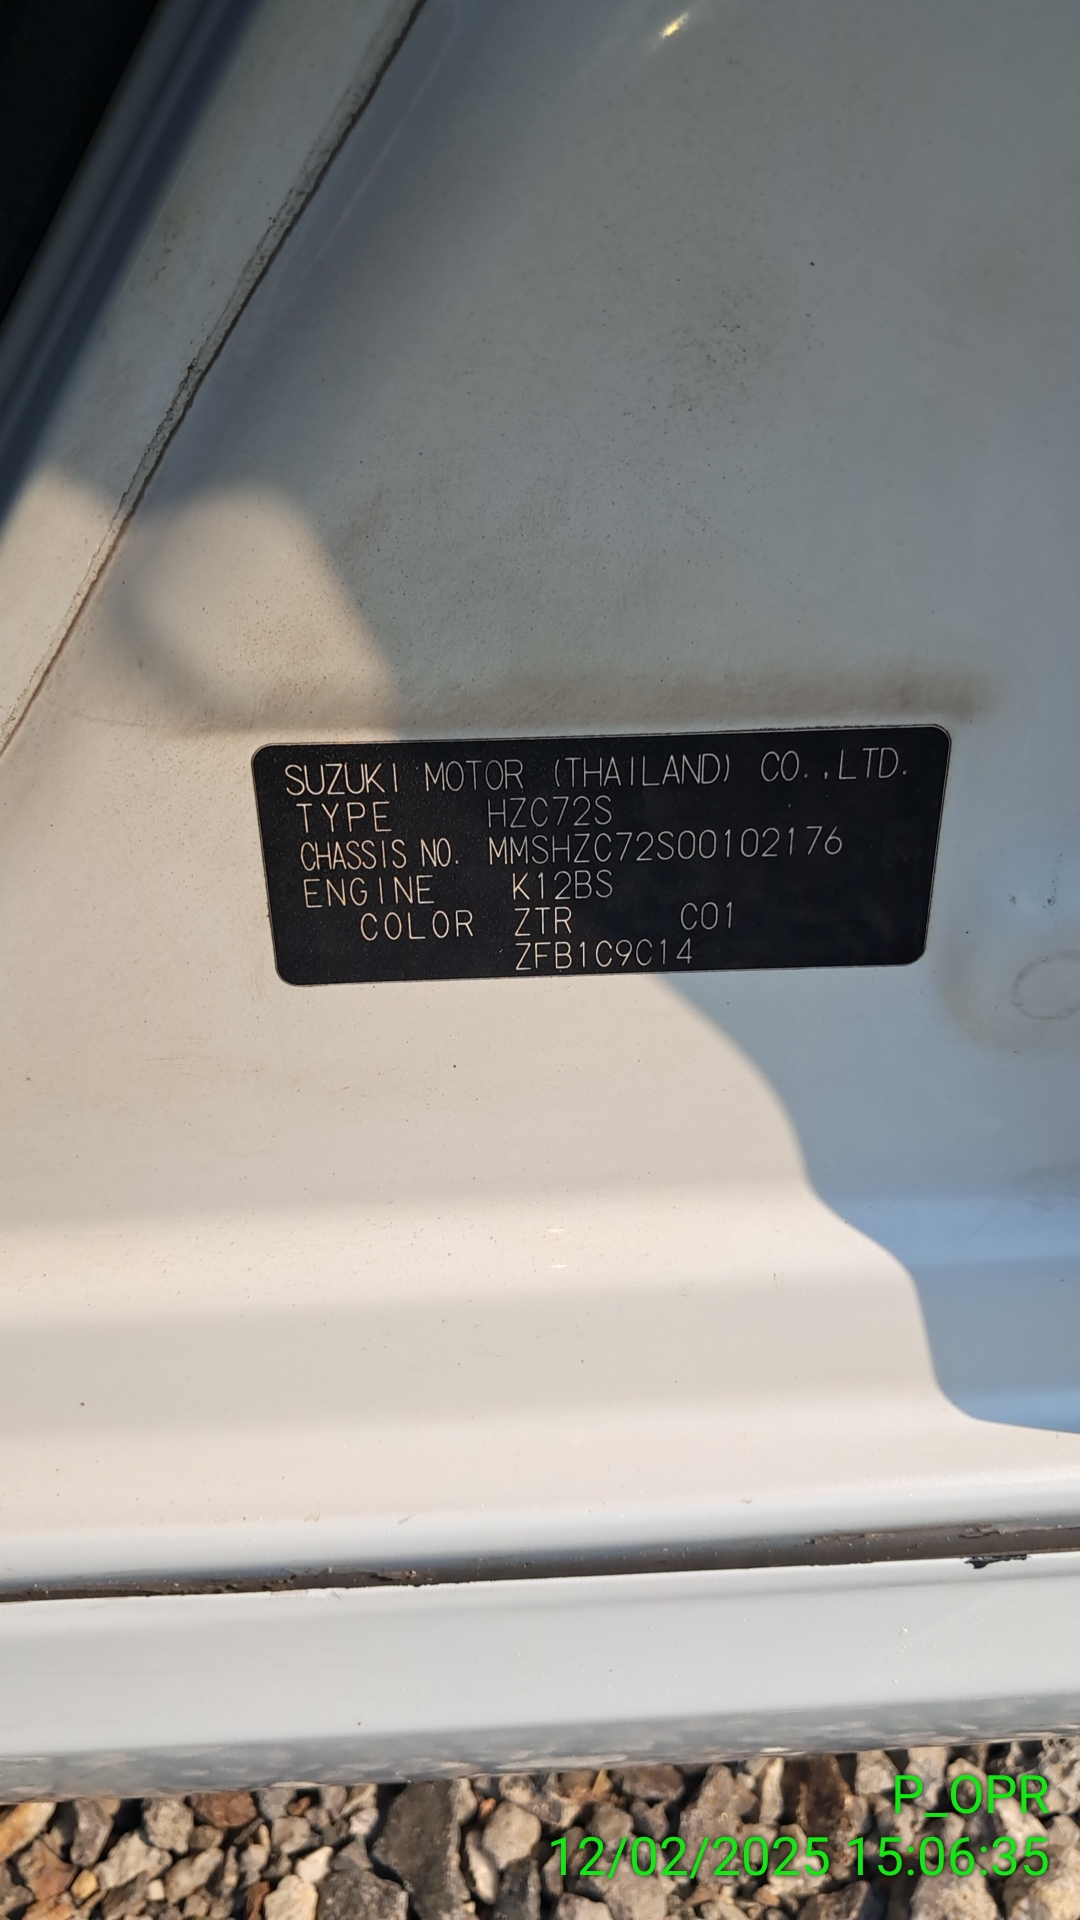 SUZUKI MOTOR (THAILAND) CO.,LTD.
TYPE HZC72S
CHASSIS NO. MMSHZC72S00102176
ENGINE K12BS
COLOR ZTR C01
ZFB1C9C14
P_OPR
12/02/2025 15:06:35